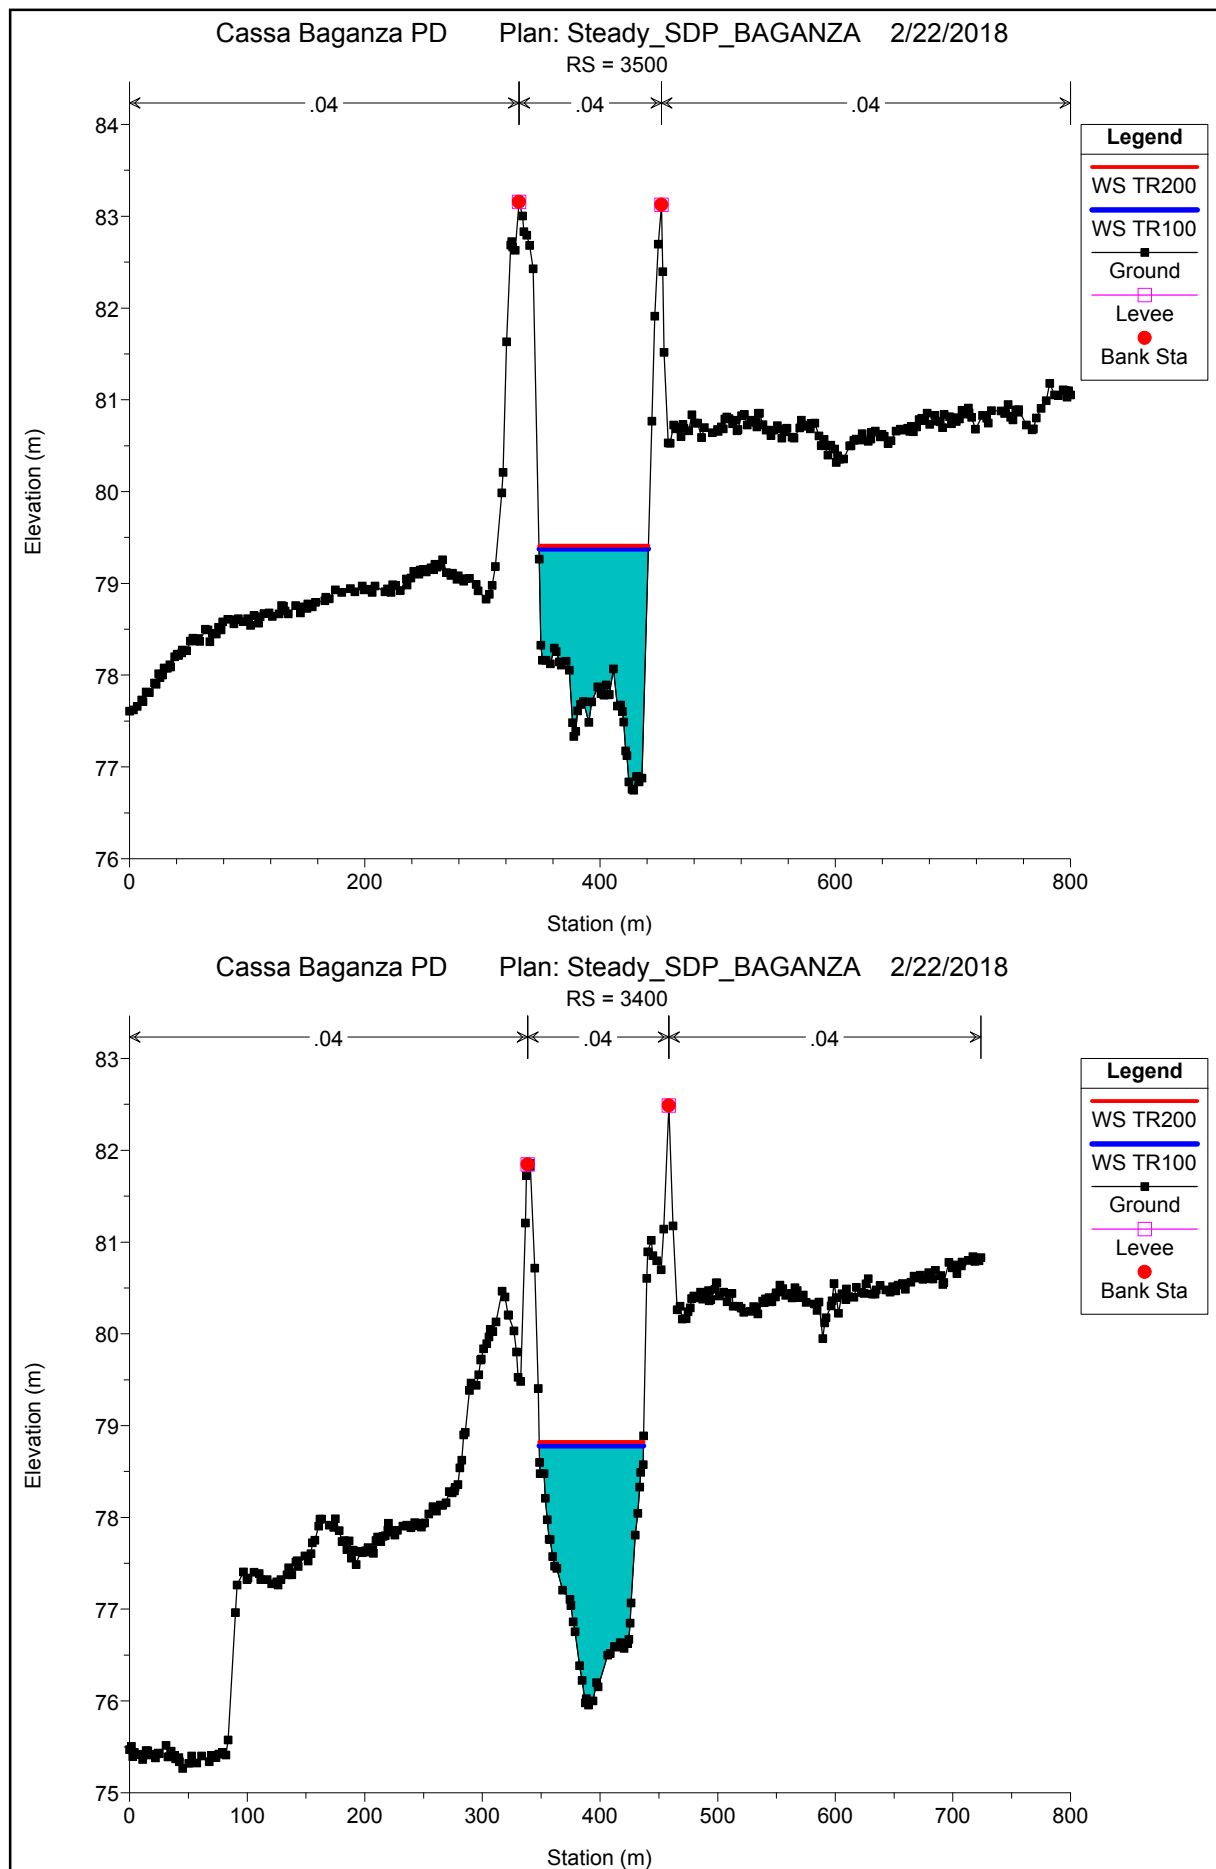 Cassa Baganza PD Plan: Steady_SDP_BAGANZA 2/22/2018
RS = 3500
.04 .04 .04
84
83
82
81
80
79
78
77
76
0 200 400 600 800
Elevation (m)
Station (m)
Legend
WS TR200
WS TR100
Ground
Levee
Bank Sta
Cassa Baganza PD Plan: Steady_SDP_BAGANZA 2/22/2018
RS = 3400
.04 .04 .04
83
82
81
80
79
78
77
76
75
0 100 200 300 400 500 600 700 800
Elevation (m)
Station (m)
Legend
WS TR200
WS TR100
Ground
Levee
Bank Sta